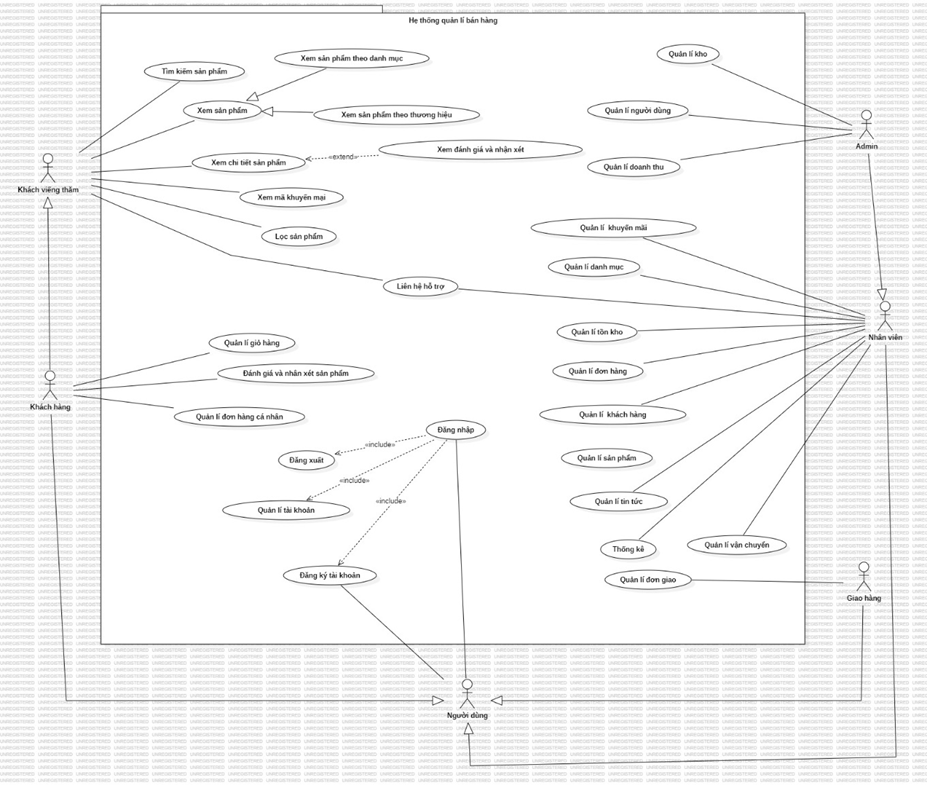 Hệ thống quản lí bán hàng
Quản lí kho
Xem sản phẩm theo danh mục
Tìm kiếm sản phẩm
Xem sản phẩm
Xem sản phẩm theo thương hiệu
Quản lí người dùng
Admin
Xem chi tiết sản phẩm
«extend»
Xem đánh giá và nhận xét
Quản lí doanh thu
Khách viếng thăm
Xem mã khuyến mại
Quản lí khuyến mãi
Lọc sản phẩm
Quản lí danh mục
Liên hệ hỗ trợ
Quản lí tồn kho
Nhân viên
Quản lí giỏ hàng
Đánh giá và nhận xét sản phẩm
Quản lí đơn hàng
Khách hàng
Quản lí đơn hàng cá nhân
Quản lí khách hàng
Đăng nhập
«include»
Đăng xuất
Quản lí sản phẩm
«include»
«include»
Quản lí tài khoản
Quản lí tin tức
Thống kê
Quản lí vận chuyển
Đăng ký tài khoản
Quản lí đơn giao
Giao hàng
Người dùng
UNREGISTERED